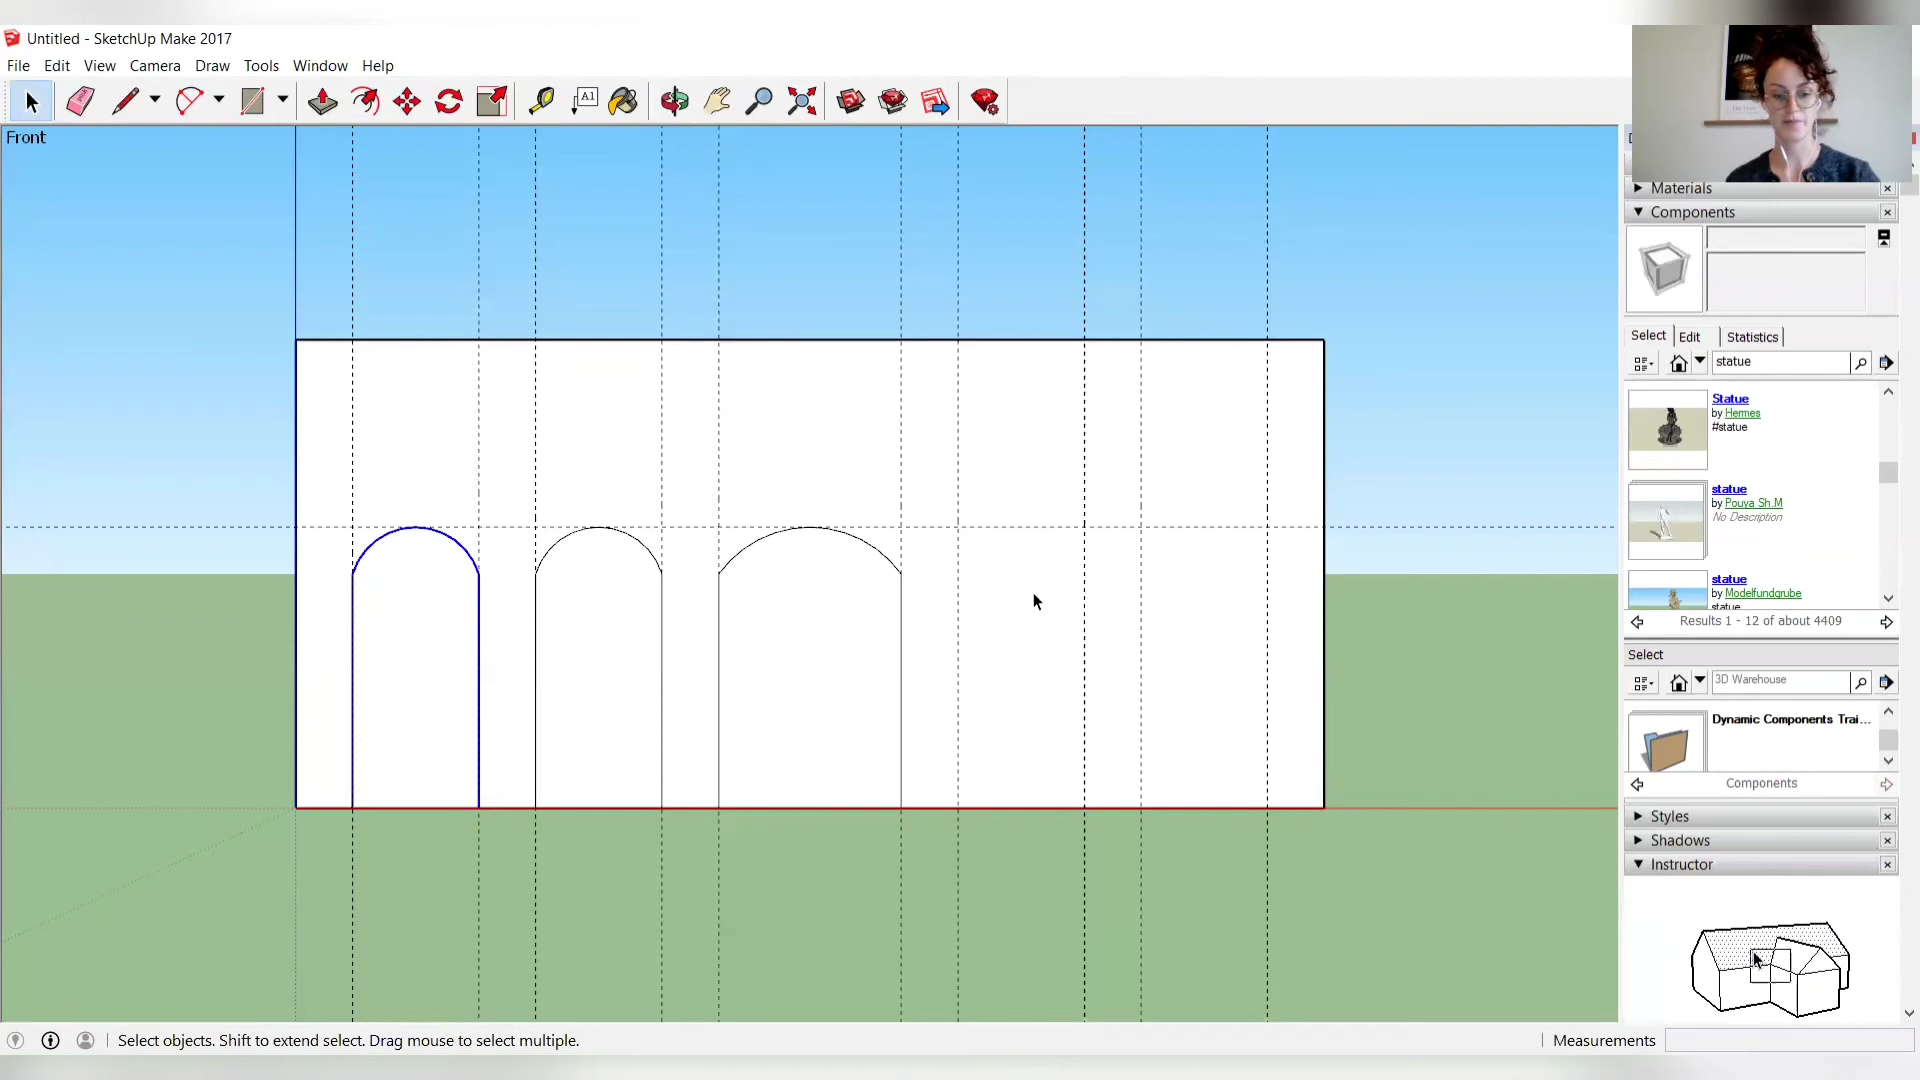 Untitled - SketchUp Make 2017
File Edit View Camera Draw Tools Window Help
A1
Front
Materials
Components
Select Edit Statistics
statue
Statue
by Hermes
#statue
statue
by Pouya Sh.M
No Description
statue
by Modelfundgrube
statue
Results 1 - 12 of about 4409
Select
3D Warehouse
Dynamic Components Trai...
Components
Styles
Shadows
Instructor
Select objects. Shift to extend select. Drag mouse to select multiple.
Measurements